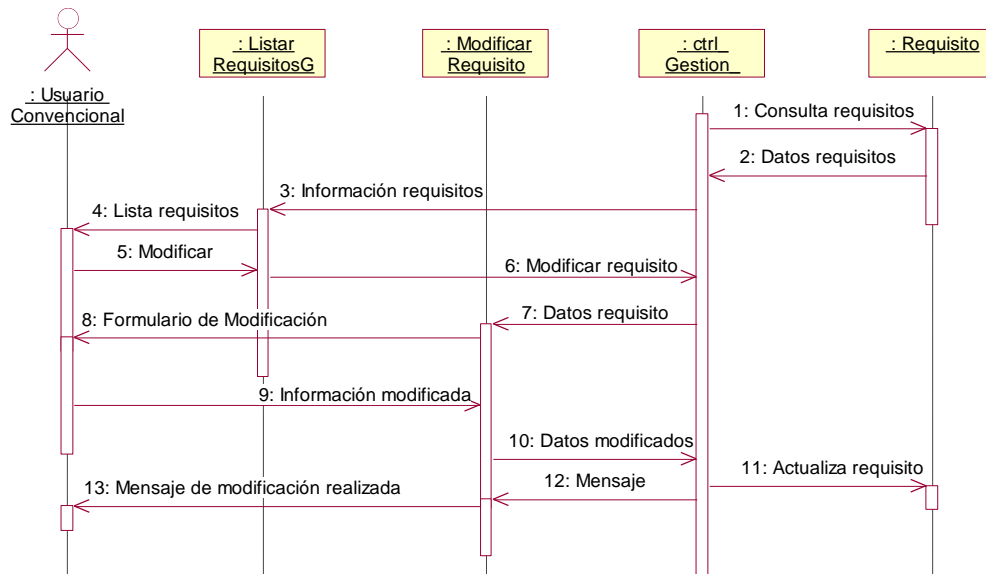 : Usuario
Convencional
: Listar
RequisitosG
: Modificar
Requisito
: ctrl_
Gestion_
: Requisito
1: Consulta requisitos
2: Datos requisitos
3: Información requisitos
4: Lista requisitos
5: Modificar
6: Modificar requisito
7: Datos requisito
8: Formulario de Modificación
9: Información modificada
10: Datos modificados
11: Actualiza requisito
12: Mensaje
13: Mensaje de modificación realizada